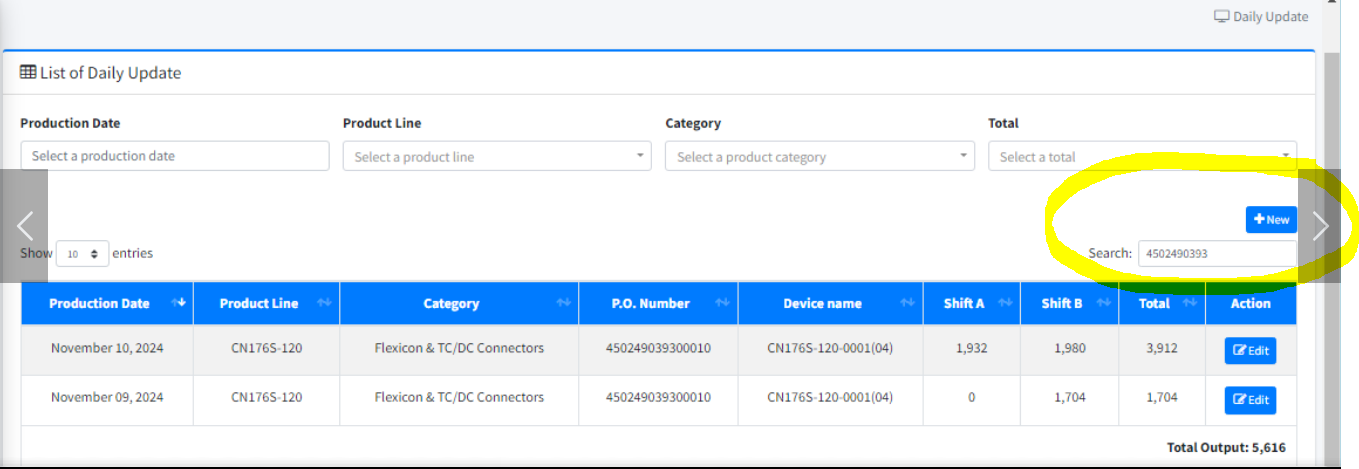 Daily Update
List of Daily Update
Production Date Product Line Category Total
Select a production date Select a product line Select a product category Select a total
New
Show 10 entries Search: 4502490393
Production Date Product Line Category P.O. Number Device name Shift A Shift B Total Action
November 10, 2024 CN176S-120 Flexicon & TC/DC Connectors 450249039300010 CN176S-120-0001(04) 1,932 1,980 3,912 Edit
November 09, 2024 CN176S-120 Flexicon & TC/DC Connectors 450249039300010 CN176S-120-0001(04) 0 1,704 1,704 Edit
Total Output: 5,616